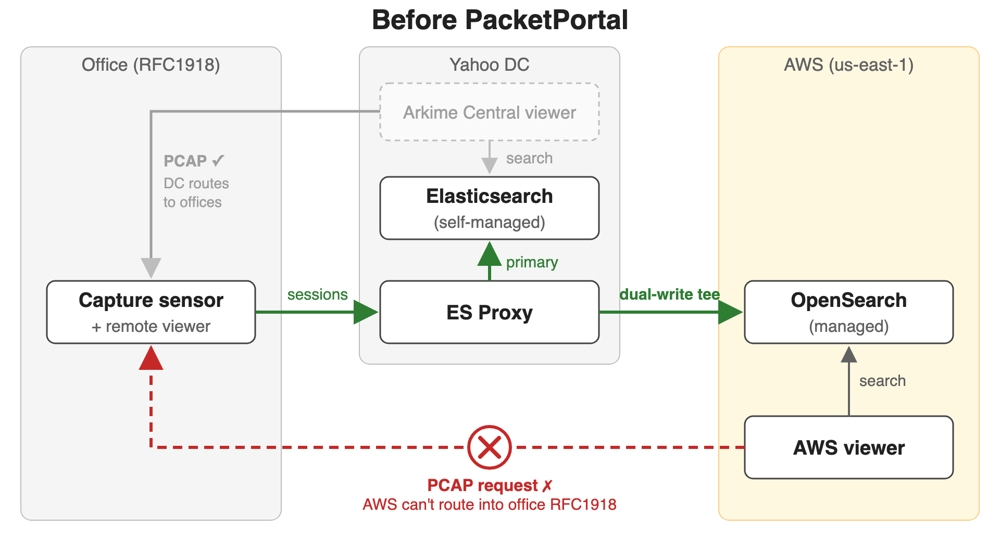 Before PacketPortal
Office (RFC1918)
Yahoo DC
AWS (us-east-1)
Arkime Central viewer
PCAP ✓
DC routes
to offices
search
Elasticsearch
(self-managed)
primary
Capture sensor
+ remote viewer
sessions
ES Proxy
dual-write tee
OpenSearch
(managed)
search
AWS viewer
PCAP request ✗
AWS can't route into office RFC1918